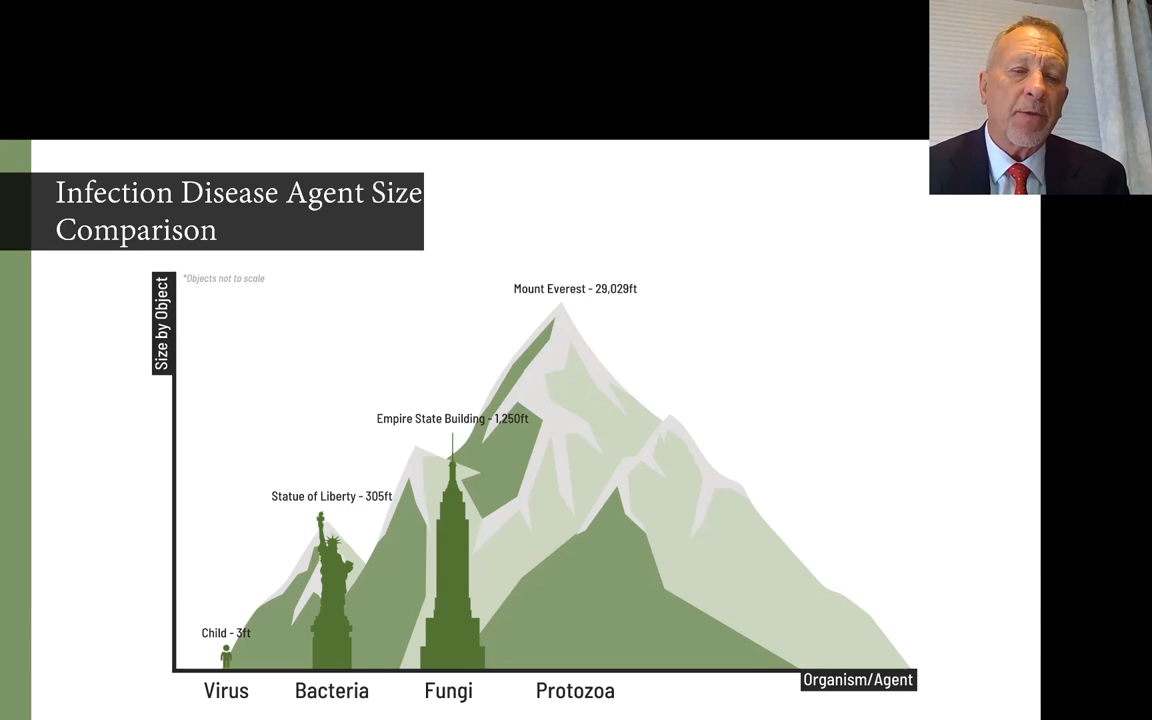 Infection Disease Agent Size
Comparison
Size by Object
*Objects not to scale
Mount Everest - 29,029ft
Empire State Building - 1,250ft
Statue of Liberty - 305ft
Child - 3ft
Virus
Bacteria
Fungi
Protozoa
Organism/Agent